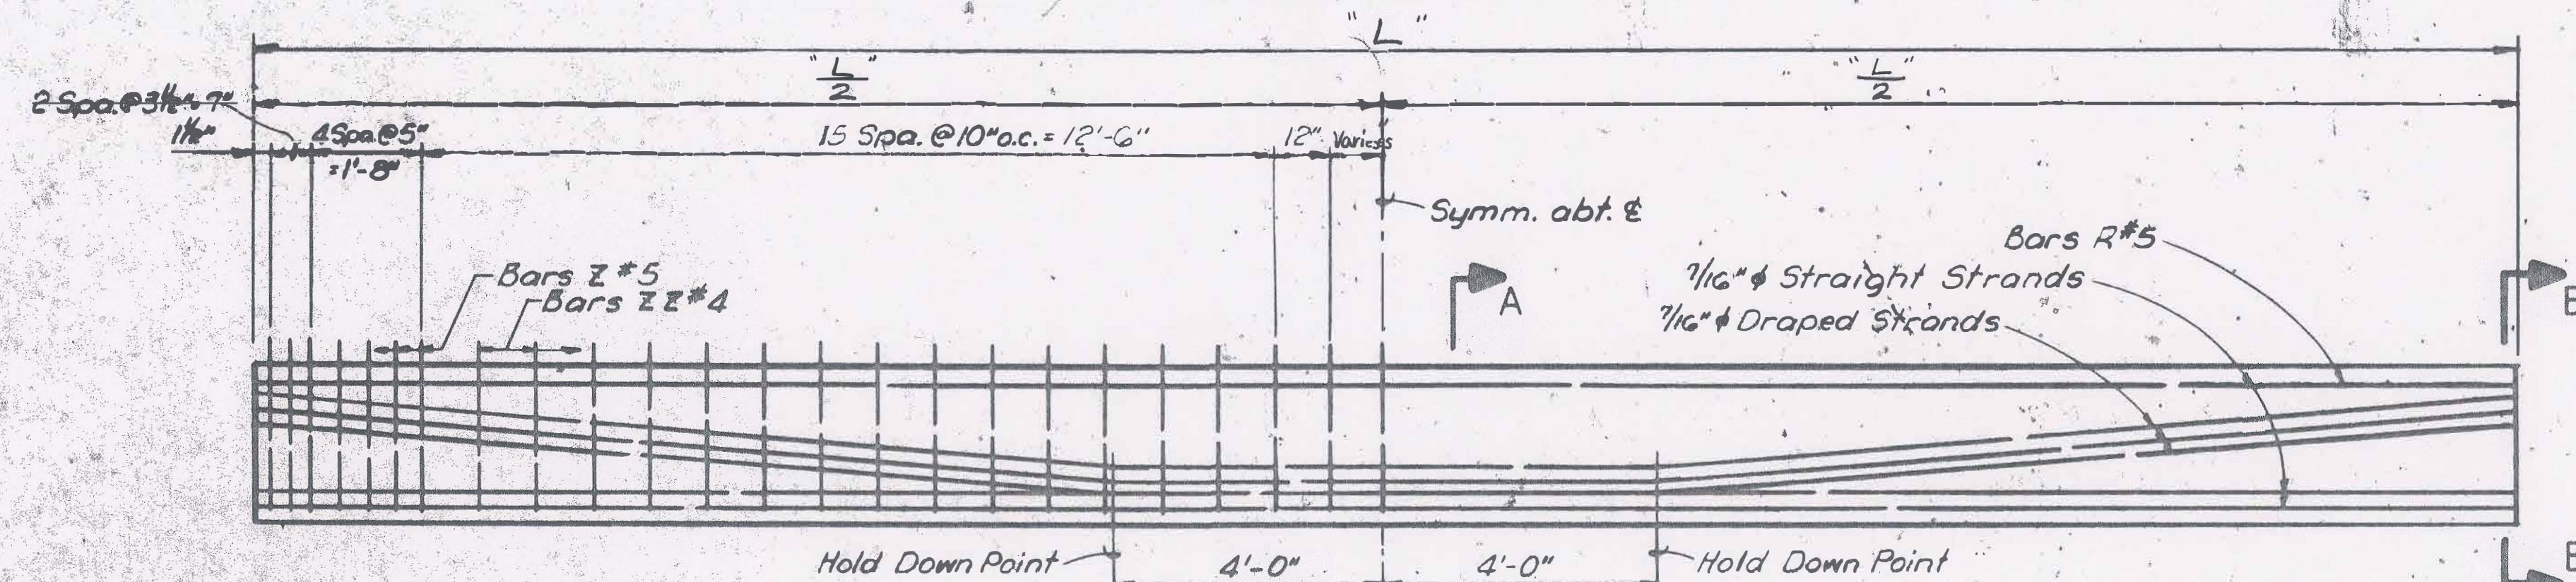 "L"
"L/2" "L/2"
2 Spa. @ 3½"= 7"
1½" 4 Spa. @ 5" 15 Spa. @ 10" o.c. = 12'-6" 12" Varies
=1'-8"
Symm. abt. ℄
Bars R #5
Bars Z #5 7/16" ϕ Straight Strands
Bars ZZ #4 A B
7/16" ϕ Draped Strands
Hold Down Point 4'-0" 4'-0" Hold Down Point
B